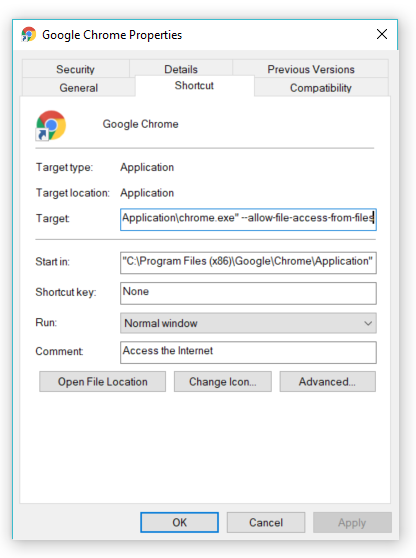 Google Chrome Properties
Security Details Previous Versions
General Shortcut Compatibility
Google Chrome
Target type: Application
Target location: Application
Target: Application\chrome.exe" --allow-file-access-from-files
Start in: "C:\Program Files (x86)\Google\Chrome\Application"
Shortcut key: None
Run: Normal window
Comment: Access the Internet
Open File Location Change Icon... Advanced...
OK Cancel Apply